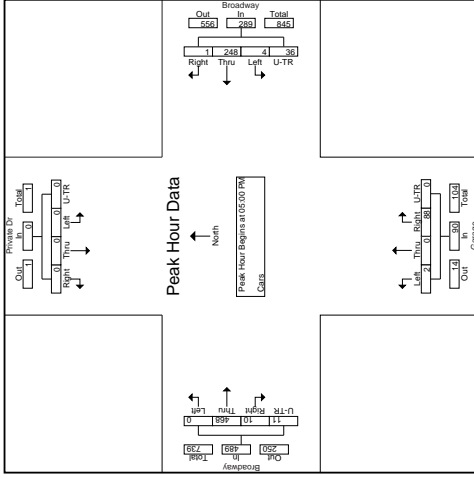 Broadway
Out In Total
556 289 845
1 248 4 36
Right Thru Left U-TR
Private Dr
Out In Total
1 0 1
0 0 0 0
Right Thru Left U-TR
Peak Hour Data
North
Peak Hour Begins at 05:00 PM
Cars
Left Thru Right U-TR
2 0 88 0
14 90 104
Out In Total
Left Thru Right U-TR
0 468 10 11
739 489 250
Total In Out
Broadway